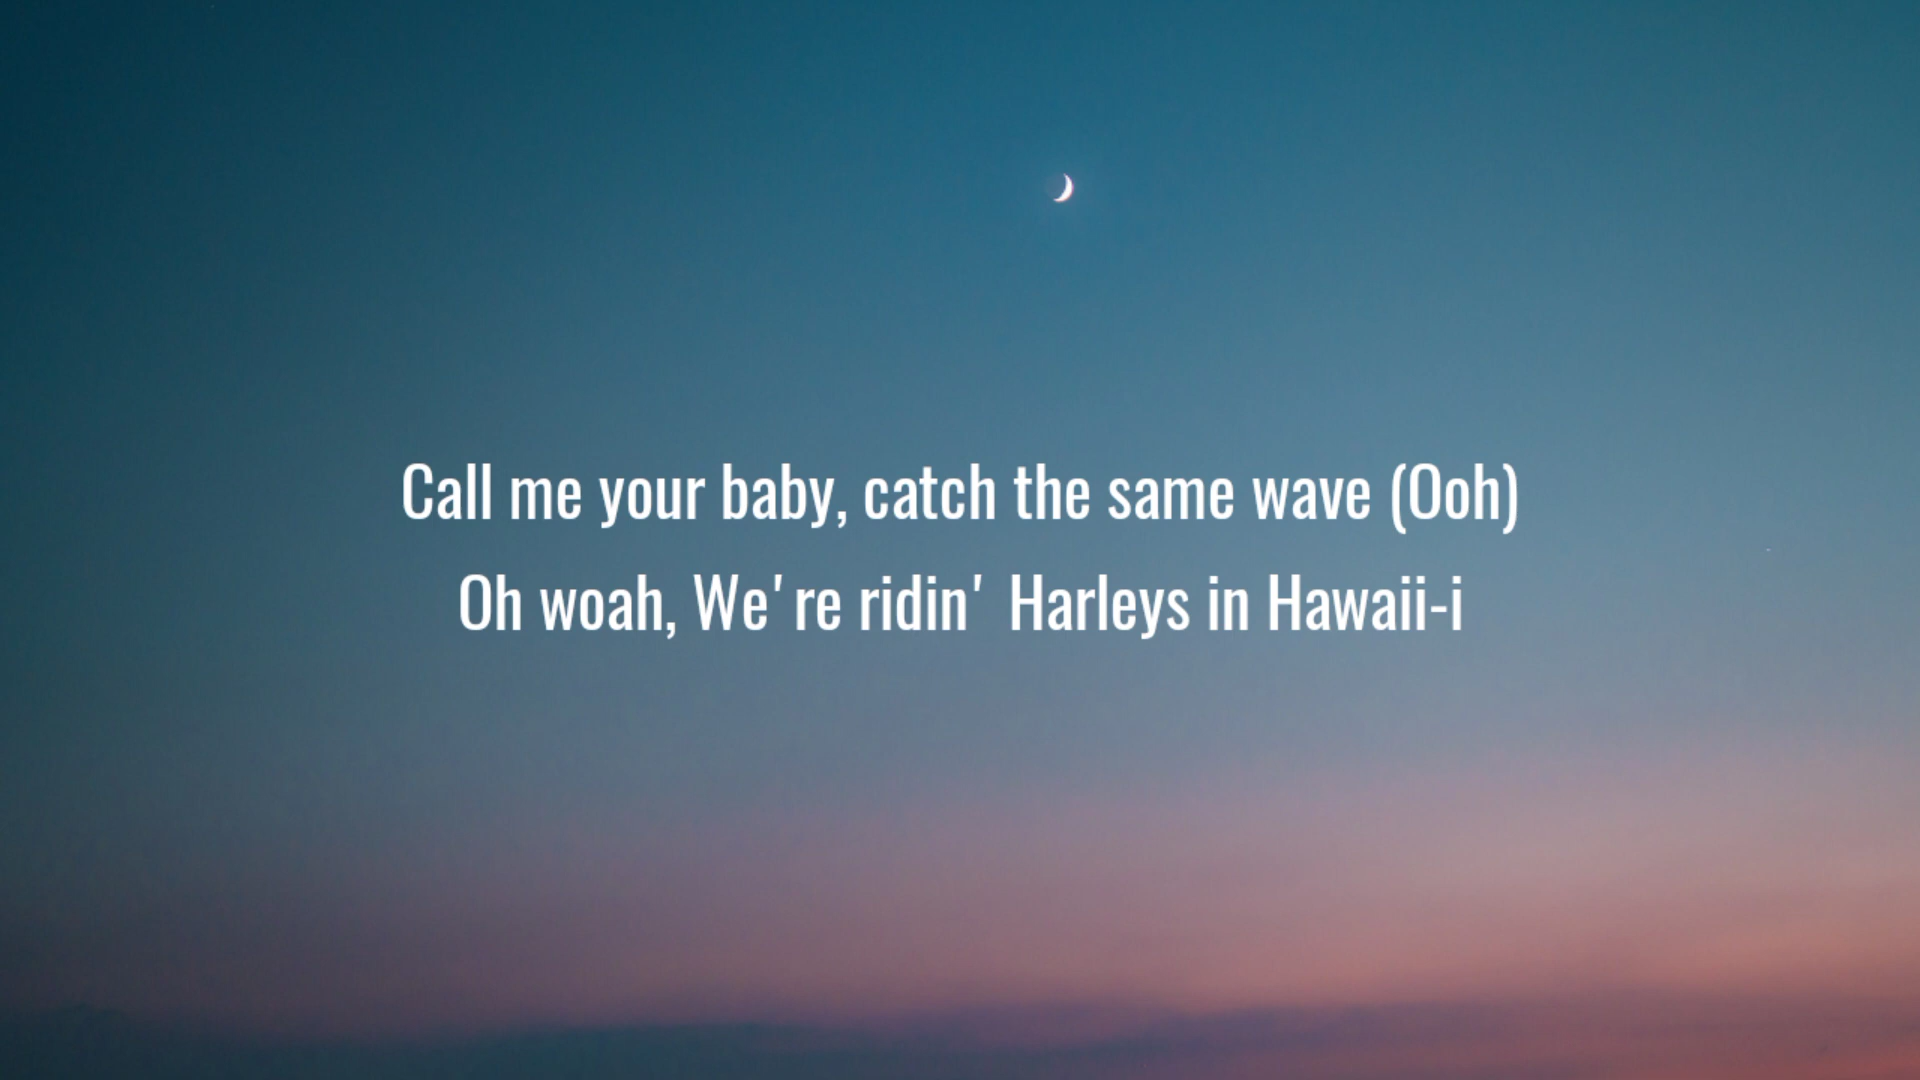 Call me your baby, catch the same wave (Ooh)
Oh woah, We're ridin' Harleys in Hawaii-i